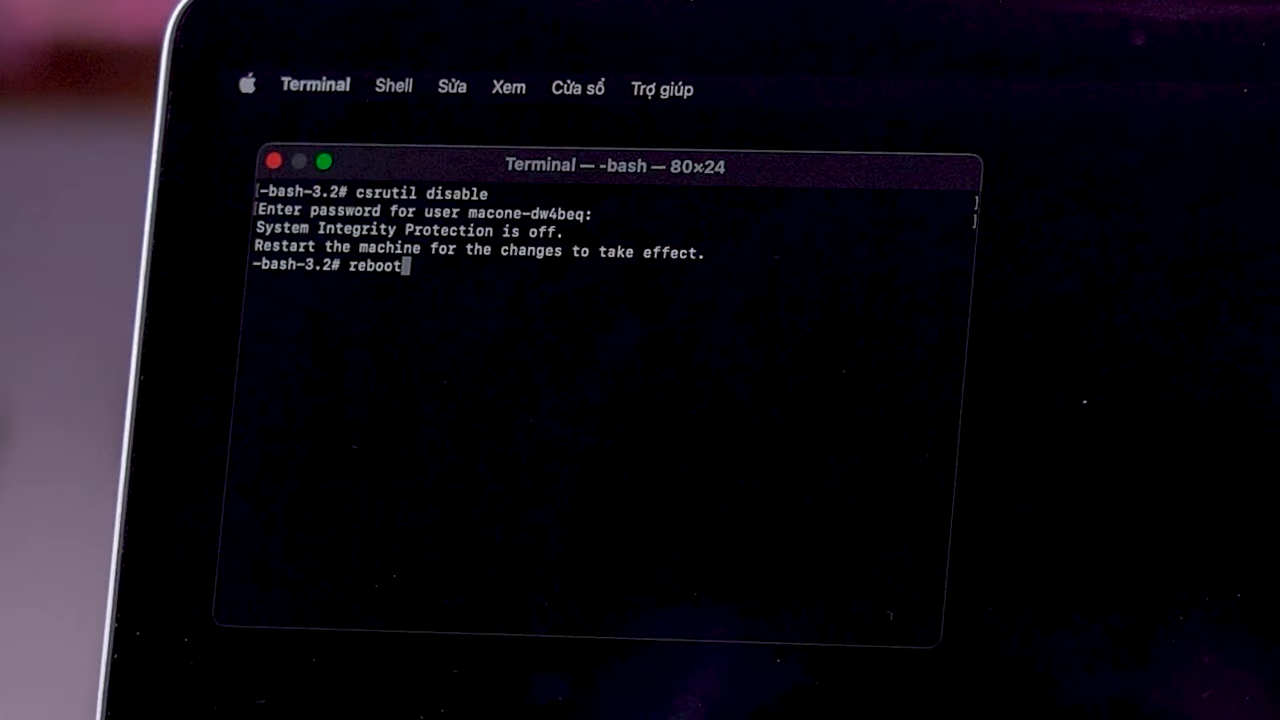 Terminal Shell Sửa Xem Cửa sổ Trợ giúp
Terminal — -bash — 80×24
[-bash-3.2# csrutil disable ]
[Enter password for user macone-dw4beq: ]
System Integrity Protection is off.
Restart the machine for the changes to take effect.
-bash-3.2# reboot